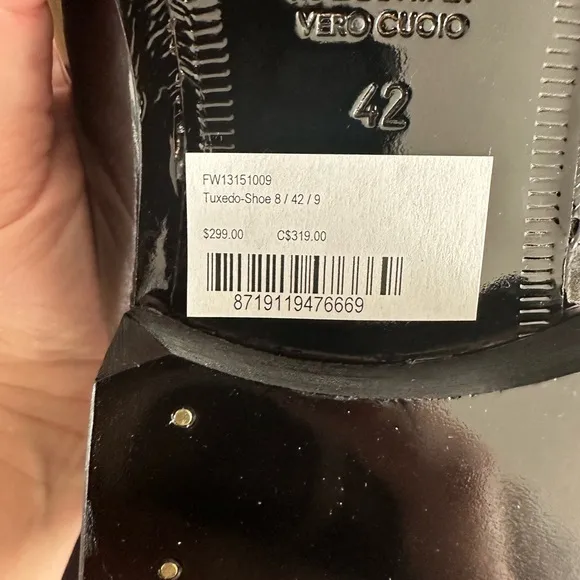 VERO CUOIO
42
FW13151009
Tuxedo-Shoe 8 / 42 / 9
$299.00 C$319.00
8719119476669